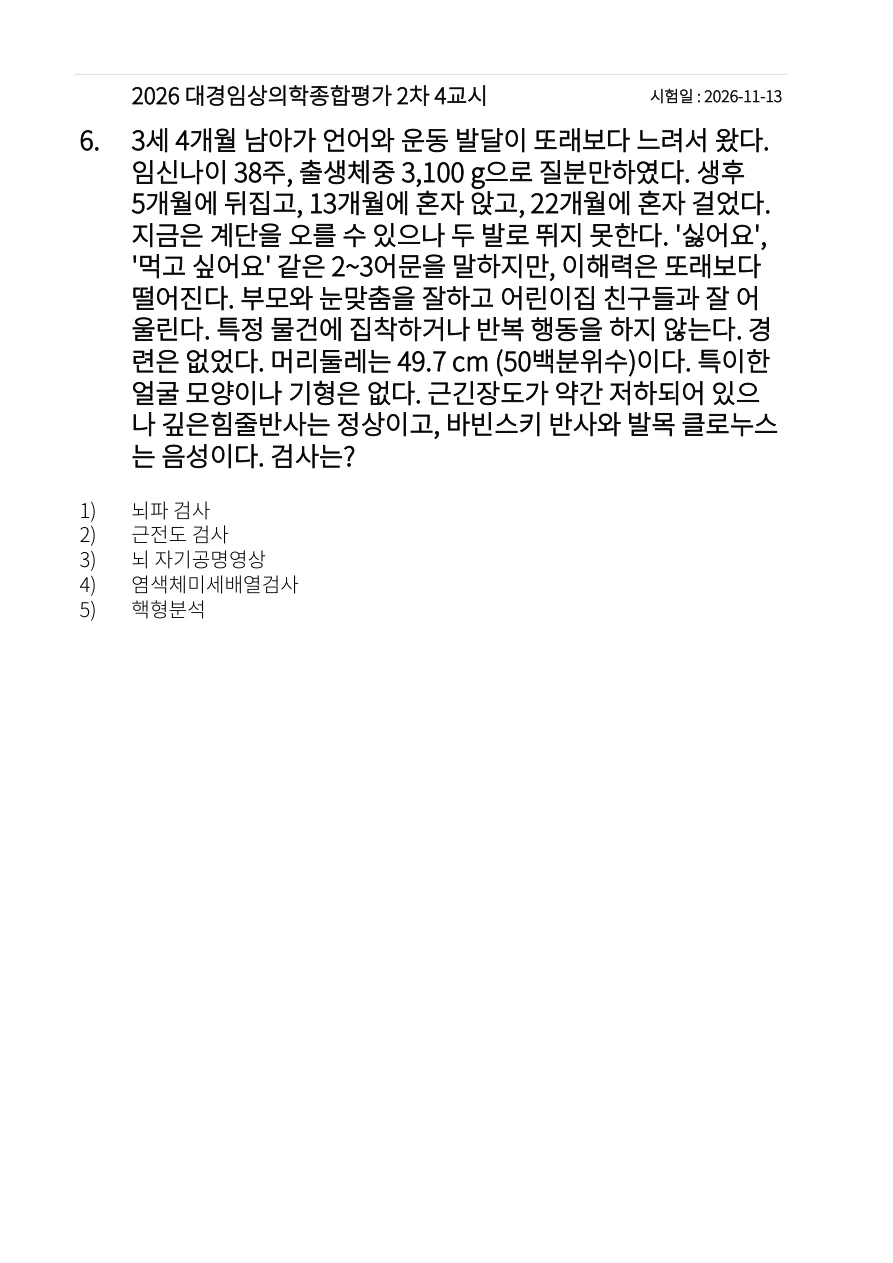 2026 대경임상의학종합평가 2차 4교시 시험일 : 2026-11-13
6. 3세 4개월 남아가 언어와 운동 발달이 또래보다 느려서 왔다.
임신나이 38주, 출생체중 3,100 g으로 질분만하였다. 생후
5개월에 뒤집고, 13개월에 혼자 앉고, 22개월에 혼자 걸었다.
지금은 계단을 오를 수 있으나 두 발로 뛰지 못한다. '싫어요',
'먹고 싶어요' 같은 2~3어문을 말하지만, 이해력은 또래보다
떨어진다. 부모와 눈맞춤을 잘하고 어린이집 친구들과 잘 어
울린다. 특정 물건에 집착하거나 반복 행동을 하지 않는다. 경
련은 없었다. 머리둘레는 49.7 cm (50백분위수)이다. 특이한
얼굴 모양이나 기형은 없다. 근긴장도가 약간 저하되어 있으
나 깊은힘줄반사는 정상이고, 바빈스키 반사와 발목 클로누스
는 음성이다. 검사는?
1) 뇌파 검사
2) 근전도 검사
3) 뇌 자기공명영상
4) 염색체미세배열검사
5) 핵형분석